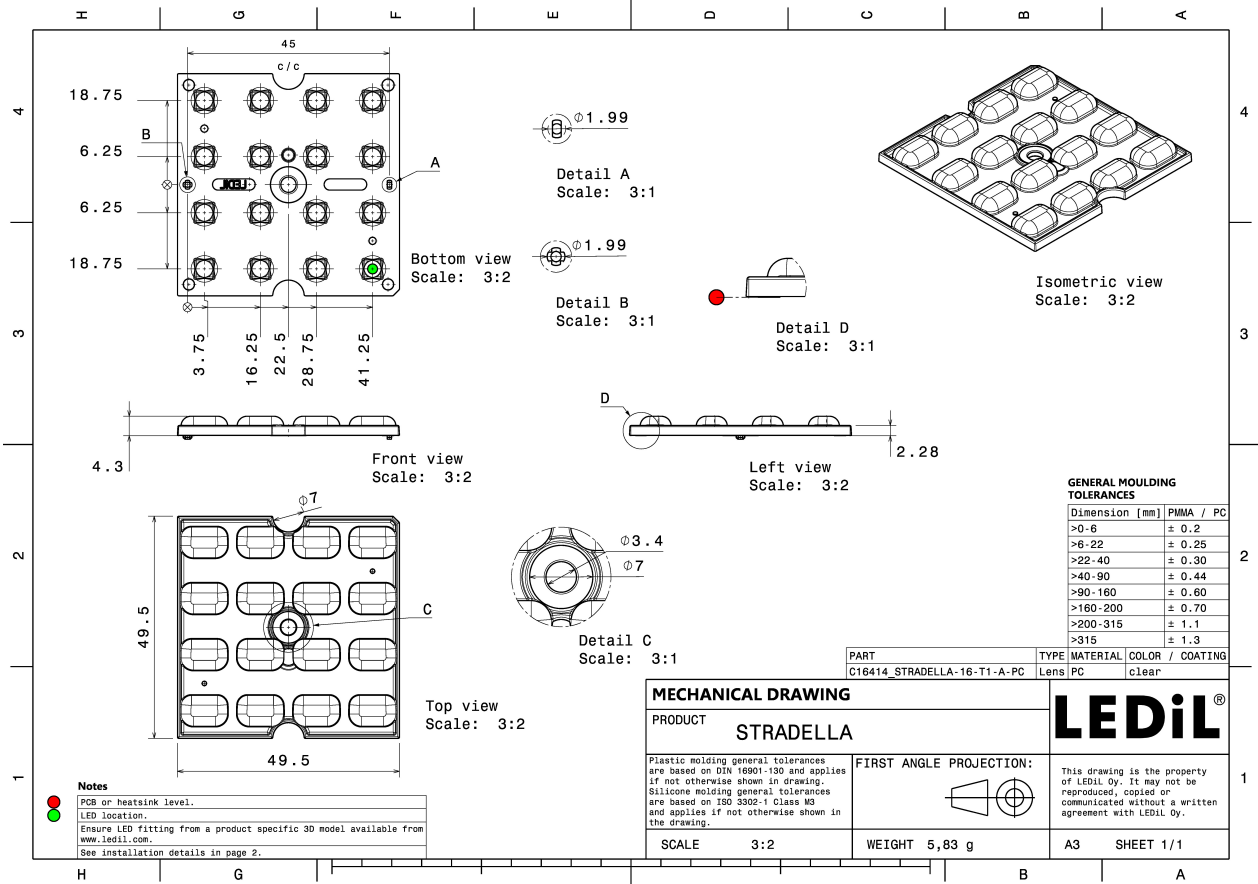 H G F E D C B A
45
c/c
18.75
B
6.25
A
6.25
18.75
LEDiL
Bottom view
Scale: 3:2
3.75
16.25
22.5
28.75
41.25
∅1.99
Detail A
Scale: 3:1
∅1.99
Detail B
Scale: 3:1
Detail D
Scale: 3:1
Isometric view
Scale: 3:2
4
4
3
3
4.3
Front view
Scale: 3:2
D
2.28
Left view
Scale: 3:2
∅7
49.5
C
Top view
Scale: 3:2
49.5
∅3.4
∅7
Detail C
Scale: 3:1
2
2
GENERAL MOULDING
TOLERANCES
Dimension [mm] PMMA / PC
>0-6 ± 0.2
>6-22 ± 0.25
>22-40 ± 0.30
>40-90 ± 0.44
>90-160 ± 0.60
>160-200 ± 0.70
>200-315 ± 1.1
>315 ± 1.3
PART TYPE MATERIAL COLOR / COATING
C16414_STRADELLA-16-T1-A-PC Lens PC clear
MECHANICAL DRAWING
PRODUCT
STRADELLA
LEDiL®
Plastic molding general tolerances
are based on DIN 16901-130 and applies
if not otherwise shown in drawing.
Silicone molding general tolerances
are based on ISO 3302-1 Class M3
and applies if not otherwise shown in
the drawing.
FIRST ANGLE PROJECTION:
This drawing is the property
of LEDiL Oy. It may not be
reproduced, copied or
communicated without a written
agreement with LEDiL Oy.
SCALE 3:2
WEIGHT 5,83 g
A3 SHEET 1/1
1
1
Notes
PCB or heatsink level.
LED location.
Ensure LED fitting from a product specific 3D model available from
www.ledil.com.
See installation details in page 2.
H G B A